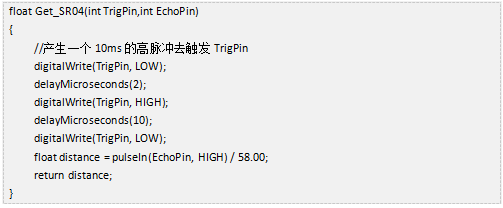 float Get_SR04(int TrigPin,int EchoPin)
{
//产生一个 10ms 的高脉冲去触发 TrigPin
digitalWrite(TrigPin, LOW);
delayMicroseconds(2);
digitalWrite(TrigPin, HIGH);
delayMicroseconds(10);
digitalWrite(TrigPin, LOW);
float distance = pulseIn(EchoPin, HIGH) / 58.00;
return distance;
}